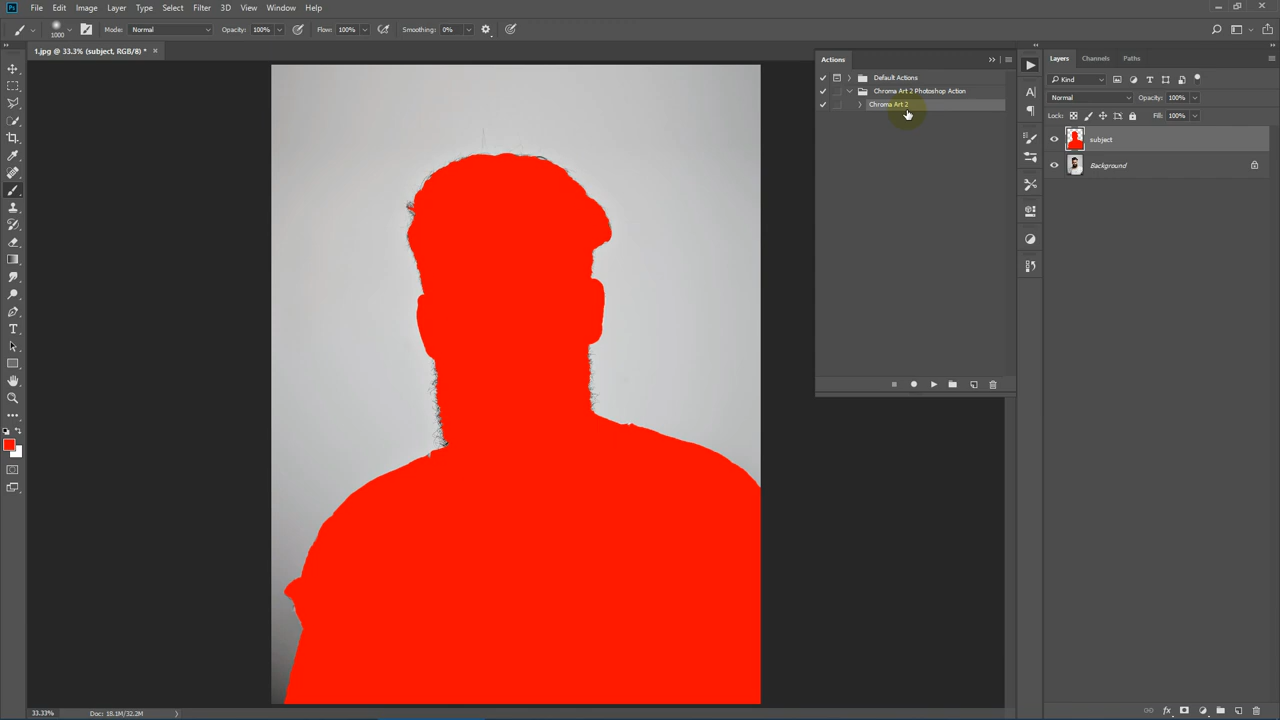 Ps File Edit Image Layer Type Select Filter 3D View Window Help
1000 Mode: Normal Opacity: 100% Flow: 100% Smoothing: 0%
1.jpg @ 33.3% (subject, RGB/8) * ×
Actions
Default Actions
Chroma Art 2 Photoshop Action
Chroma Art 2
Layers Channels Paths
Kind
Normal Opacity: 100%
Lock: Fill: 100%
subject
Background
33.33% Doc: 18.1M/32.2M